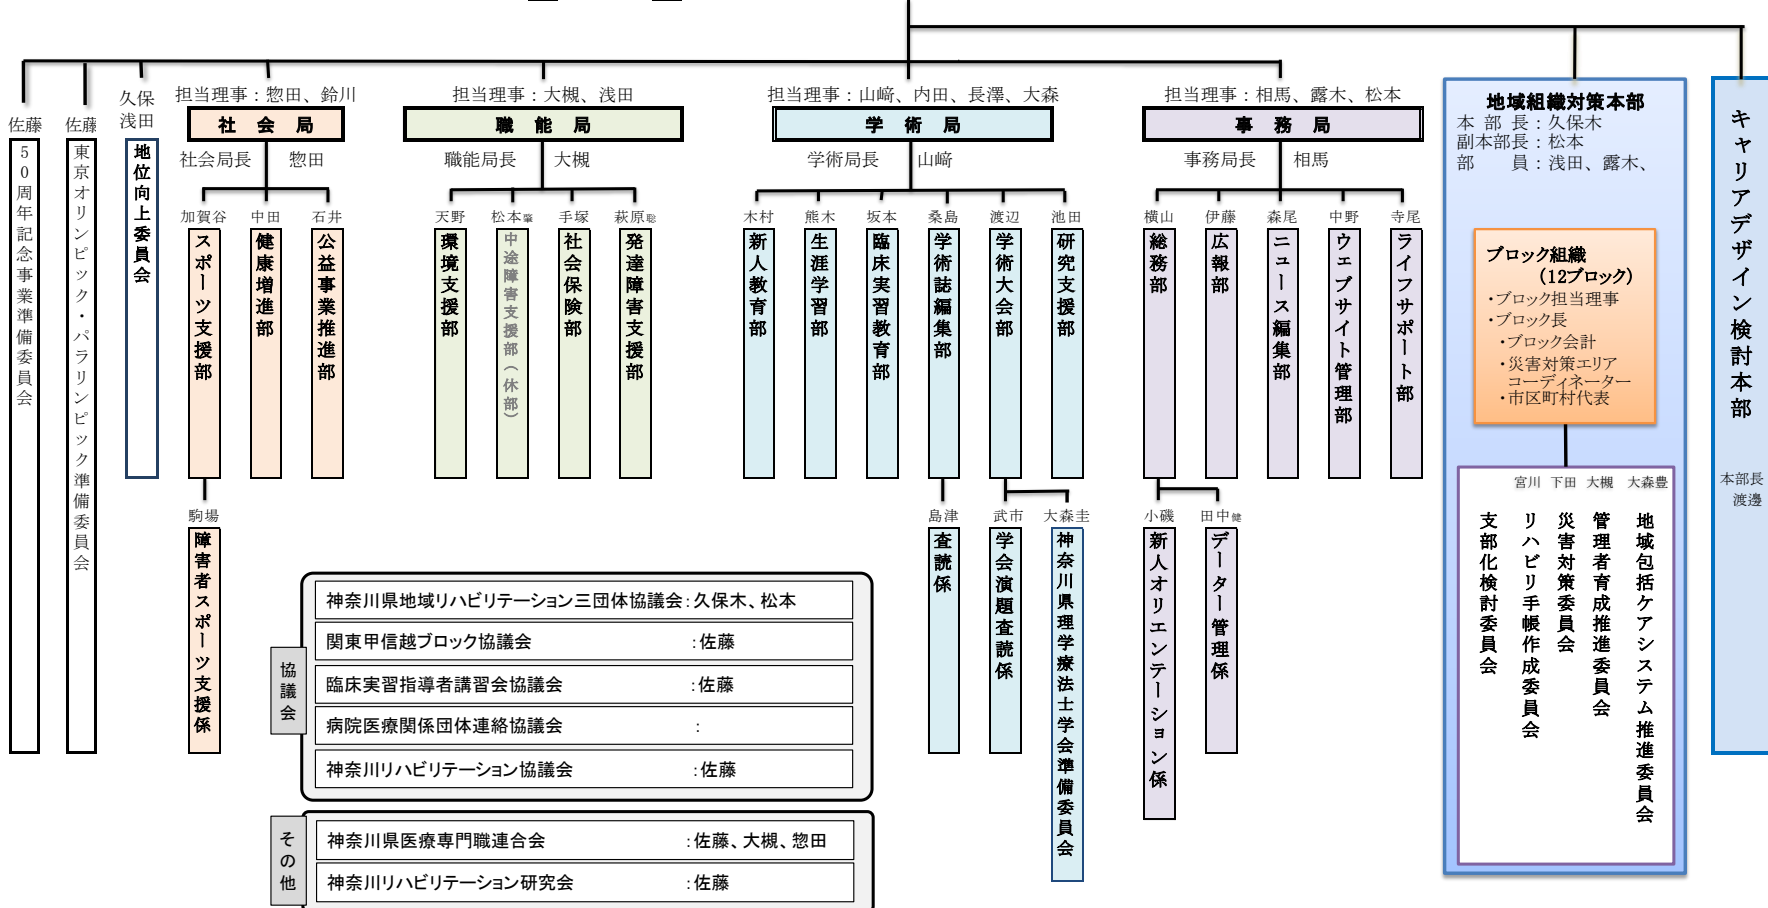 佐藤
50周年記念事業準備委員会
佐藤
東京オリンピック・パラリンピック準備委員会
久保
浅田
地位向上委員会
担当理事：惣田、鈴川
社会局
社会局長　惣田
加賀谷
スポーツ支援部
中田
健康増進部
石井
公益事業推進部
駒場
障害者スポーツ支援係
担当理事：大槻、浅田
職能局
職能局長　大槻
天野
環境支援部
松本肇
中途障害支援部（休部）
手塚
社会保険部
萩原聡
発達障害支援部
担当理事：山﨑、内田、長澤、大森
学術局
学術局長　山﨑
木村
新人教育部
熊木
生涯学習部
坂本
臨床実習教育部
桑島
学術誌編集部
渡辺
学術大会部
池田
研究支援部
島津
査読係
武市
学会演題査読係
大森圭
神奈川県理学療法士学会準備委員会
担当理事：相馬、露木、松本
事務局
事務局長　相馬
横山
総務部
伊藤
広報部
森尾
ニュース編集部
中野
ウェブサイト管理部
寺尾
ライフサポート部
小磯
新人オリエンテーション係
田中健
データー管理係
地域組織対策本部
本部長：久保木
副本部長：松本
部　員：浅田、露木、
ブロック組織
(12ブロック)
・ブロック担当理事
・ブロック長
・ブロック会計
・災害対策エリア
コーディネーター
・市区町村代表
支部化検討委員会
宮川
リハビリ手帳作成委員会
下田
災害対策委員会
大槻
管理者育成推進委員会
大森豊
地域包括ケアシステム推進委員会
キャリアデザイン検討本部
本部長
渡邊
協議会
神奈川県地域リハビリテーション三団体協議会：久保木、松本
関東甲信越ブロック協議会　：佐藤
臨床実習指導者講習会協議会　：佐藤
病院医療関係団体連絡協議会　：
神奈川リハビリテーション協議会　：佐藤
その他
神奈川県医療専門職連合会　：佐藤、大槻、惣田
神奈川リハビリテーション研究会　：佐藤